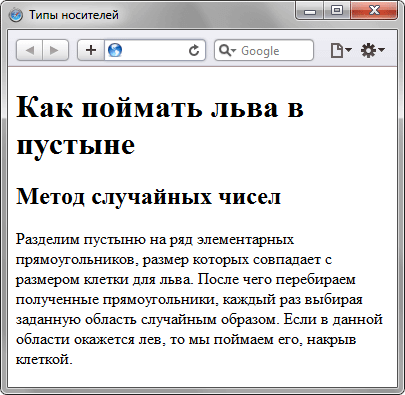 Типы носителей
Google
Как поймать льва в
пустыне
Метод случайных чисел
Разделим пустыню на ряд элементарных
прямоугольников, размер которых совпадает с
размером клетки для льва. После чего перебираем
полученные прямоугольники, каждый раз выбирая
заданную область случайным образом. Если в данной
области окажется лев, то мы поймаем его, накрыв
клеткой.